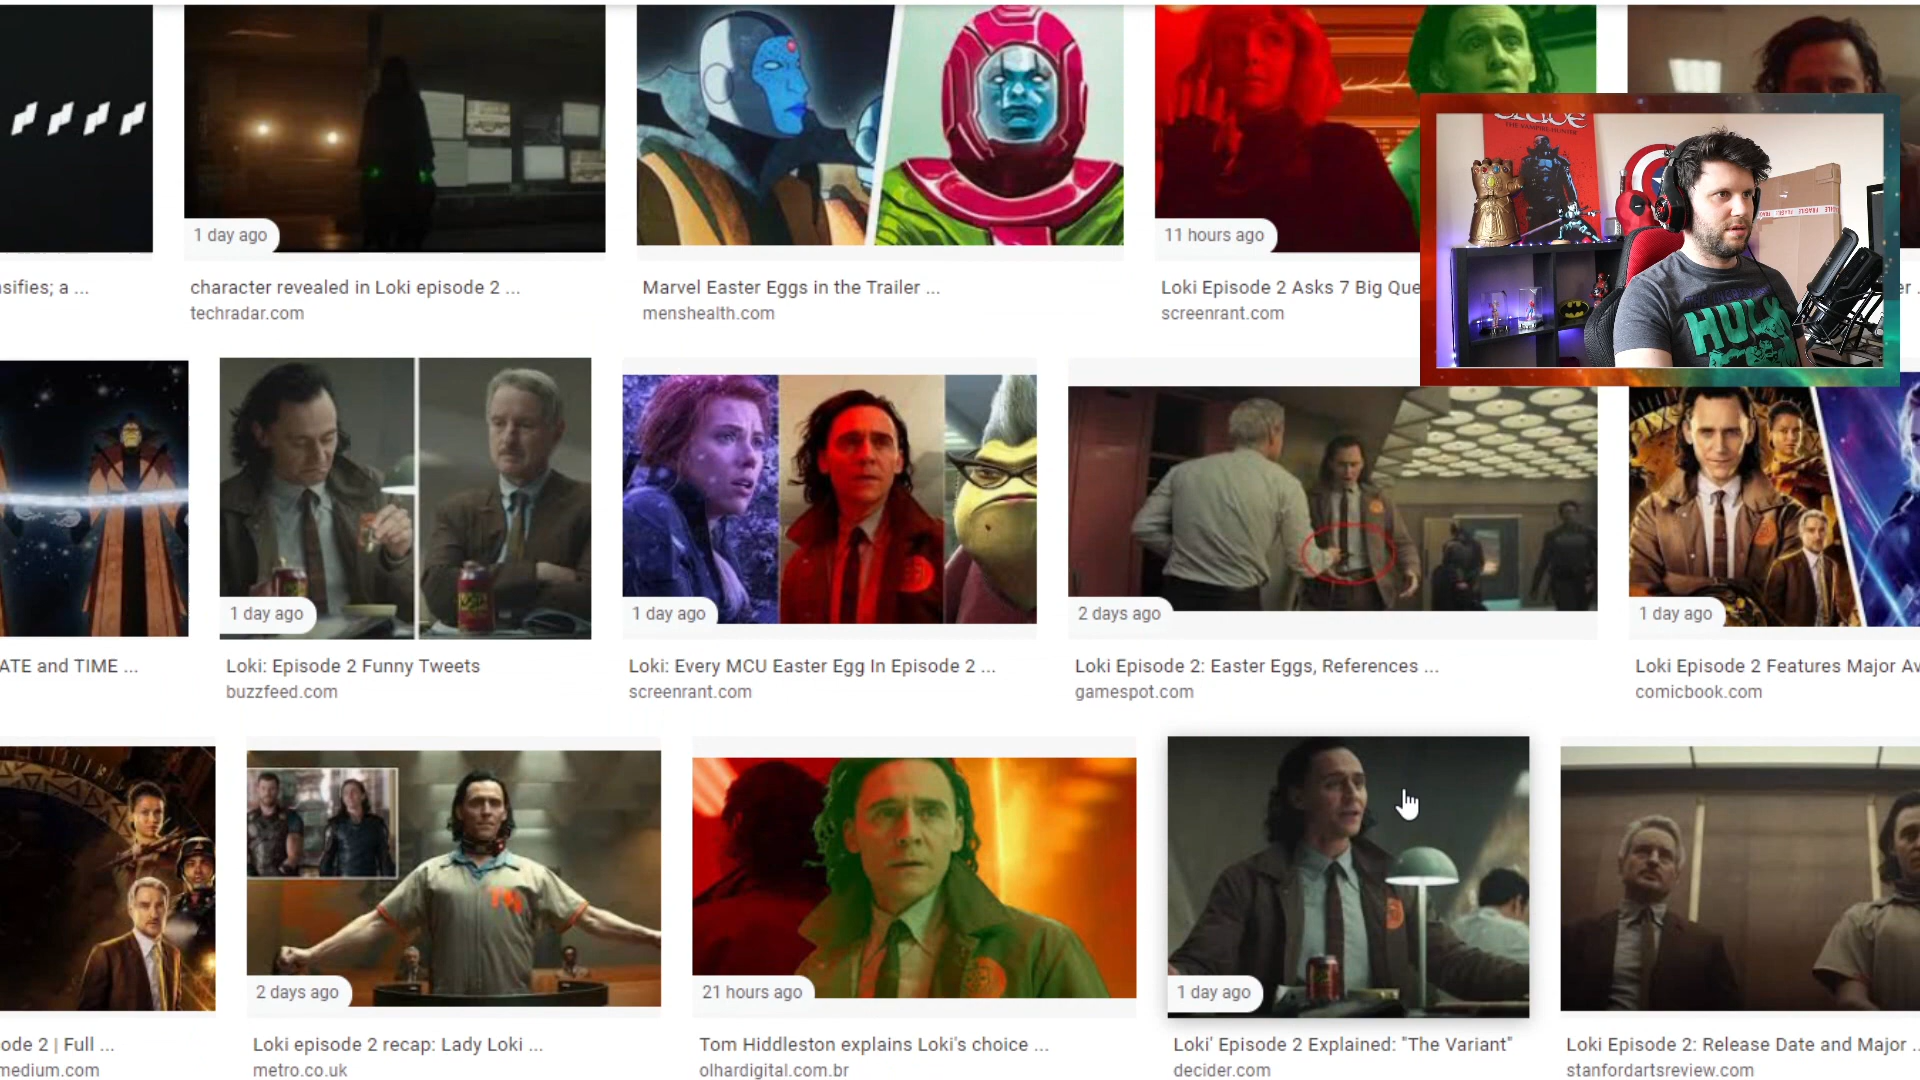 1 day ago
11 hours ago
THE VAMPIRE HUNTER
HULK
sifies; a ...
character revealed in Loki episode 2 ...
techradar.com
Marvel Easter Eggs in the Trailer ...
menshealth.com
Loki Episode 2 Asks 7 Big Que
screenrant.com
1 day ago
1 day ago
2 days ago
1 day ago
ATE and TIME ...
Loki: Episode 2 Funny Tweets
buzzfeed.com
Loki: Every MCU Easter Egg In Episode 2 ...
screenrant.com
Loki Episode 2: Easter Eggs, References ...
gamespot.com
Loki Episode 2 Features Major Av
comicbook.com
2 days ago
21 hours ago
1 day ago
ode 2 | Full ...
medium.com
Loki episode 2 recap: Lady Loki ...
metro.co.uk
Tom Hiddleston explains Loki's choice ...
olhardigital.com.br
Loki' Episode 2 Explained: "The Variant"
decider.com
Loki Episode 2: Release Date and Major ...
stanfordartsreview.com